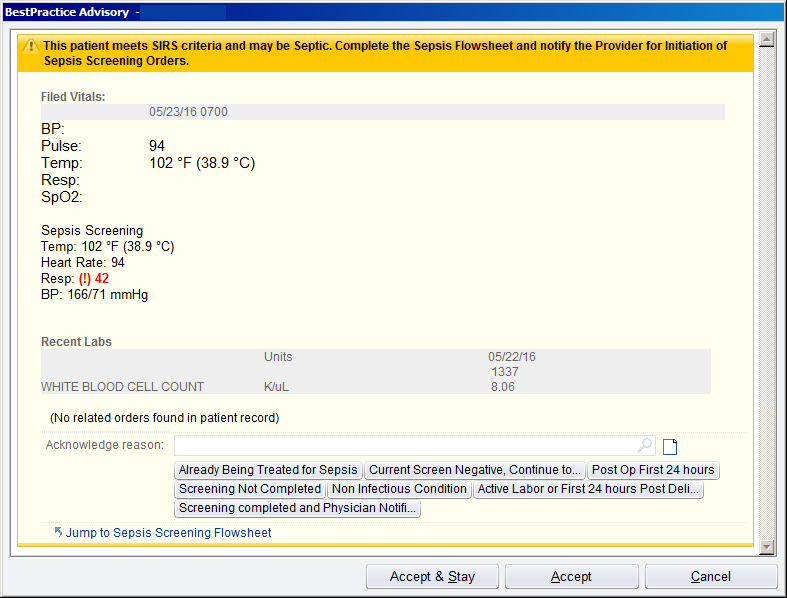 BestPractice Advisory -
This patient meets SIRS criteria and may be Septic. Complete the Sepsis Flowsheet and notify the Provider for Initiation of
Sepsis Screening Orders.
Filed Vitals:
05/23/16 0700
BP:
Pulse: 94
Temp: 102 °F (38.9 °C)
Resp:
SpO2:
Sepsis Screening
Temp: 102 °F (38.9 °C)
Heart Rate: 94
Resp: (!) 42
BP: 166/71 mmHg
Recent Labs
Units 05/22/16
1337
WHITE BLOOD CELL COUNT K/uL 8.06
(No related orders found in patient record)
Acknowledge reason:
Already Being Treated for Sepsis Current Screen Negative, Continue to... Post Op First 24 hours
Screening Not Completed Non Infectious Condition Active Labor or First 24 hours Post Deli...
Screening completed and Physician Notifi...
Jump to Sepsis Screening Flowsheet
Accept & Stay Accept Cancel